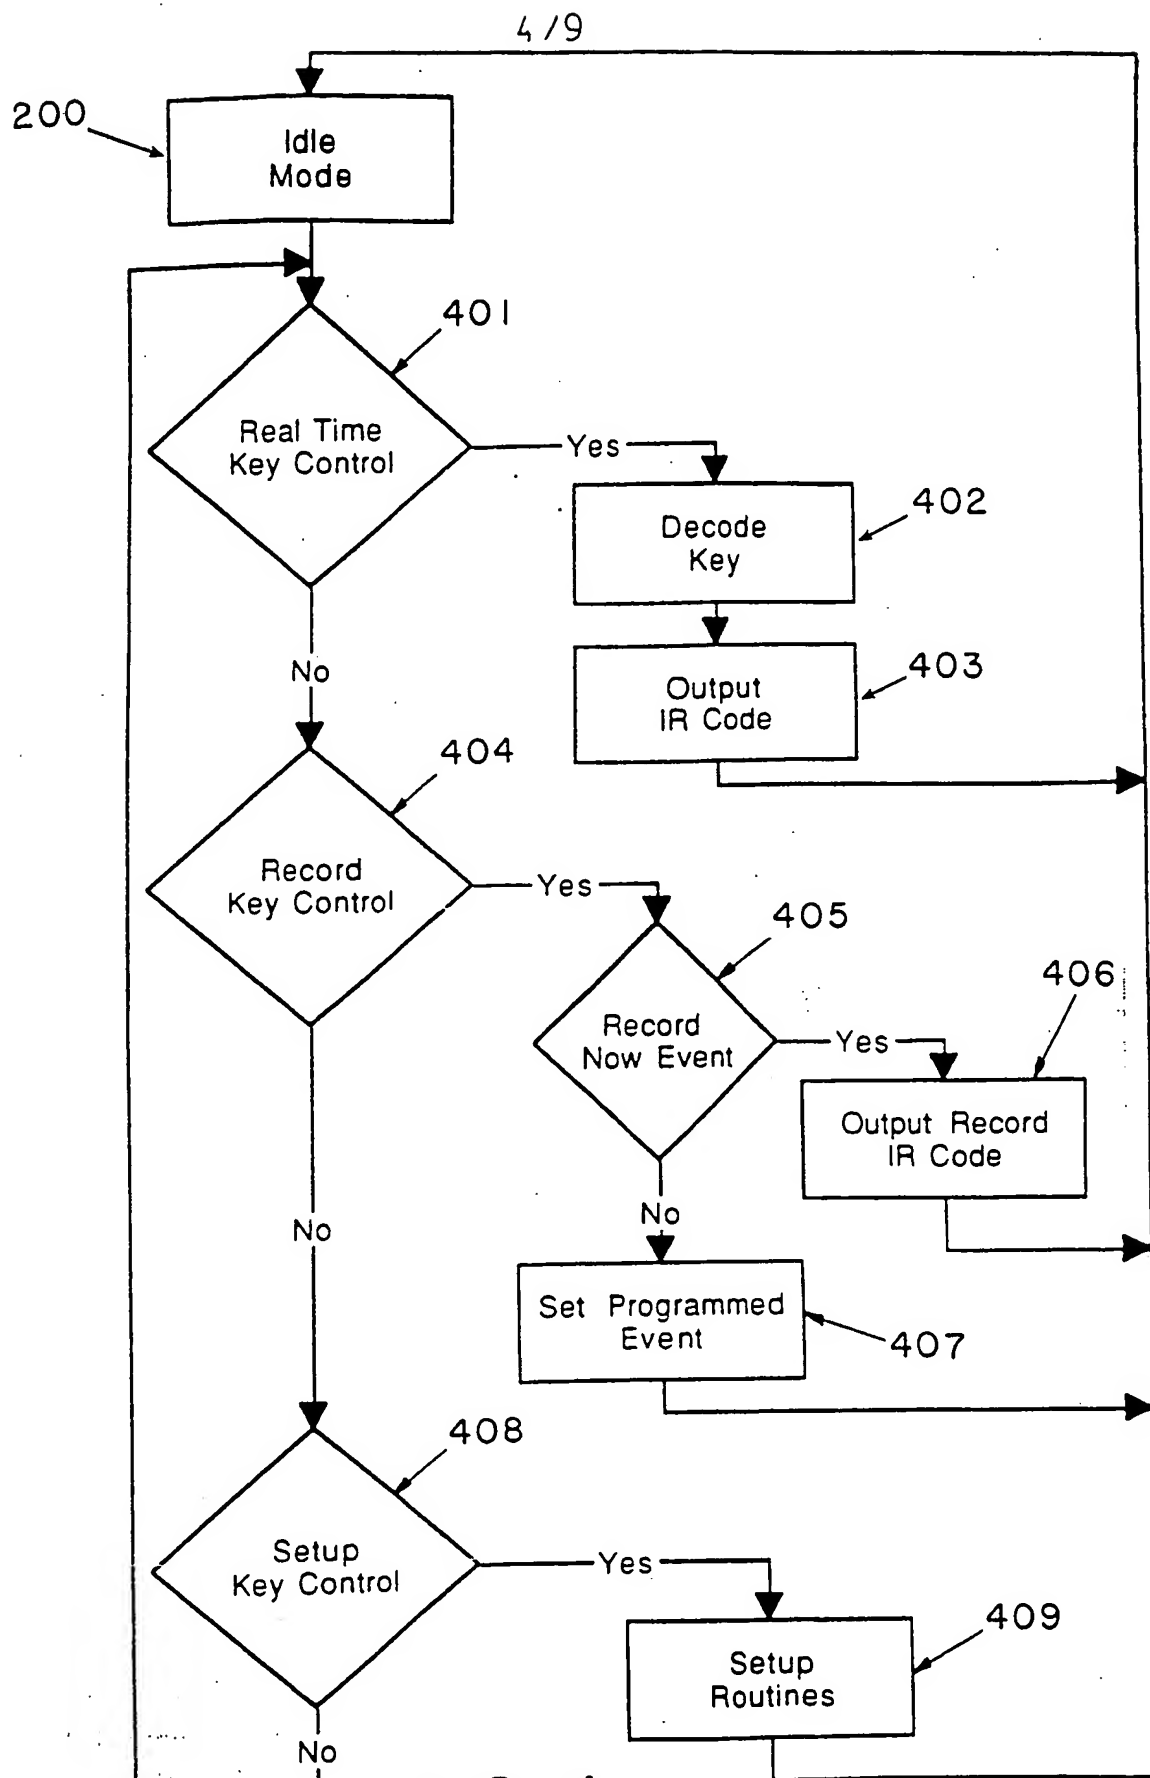 4/9
200
Idle
Mode
401
Real Time
Key Control
Yes
402
Decode
Key
No
403
Output
IR Code
404
Record
Key Control
Yes
405
406
Record
Now Event
Yes
Output Record
IR Code
No
No
Set Programmed
Event
407
408
Setup
Key Control
Yes
409
Setup
Routines
No